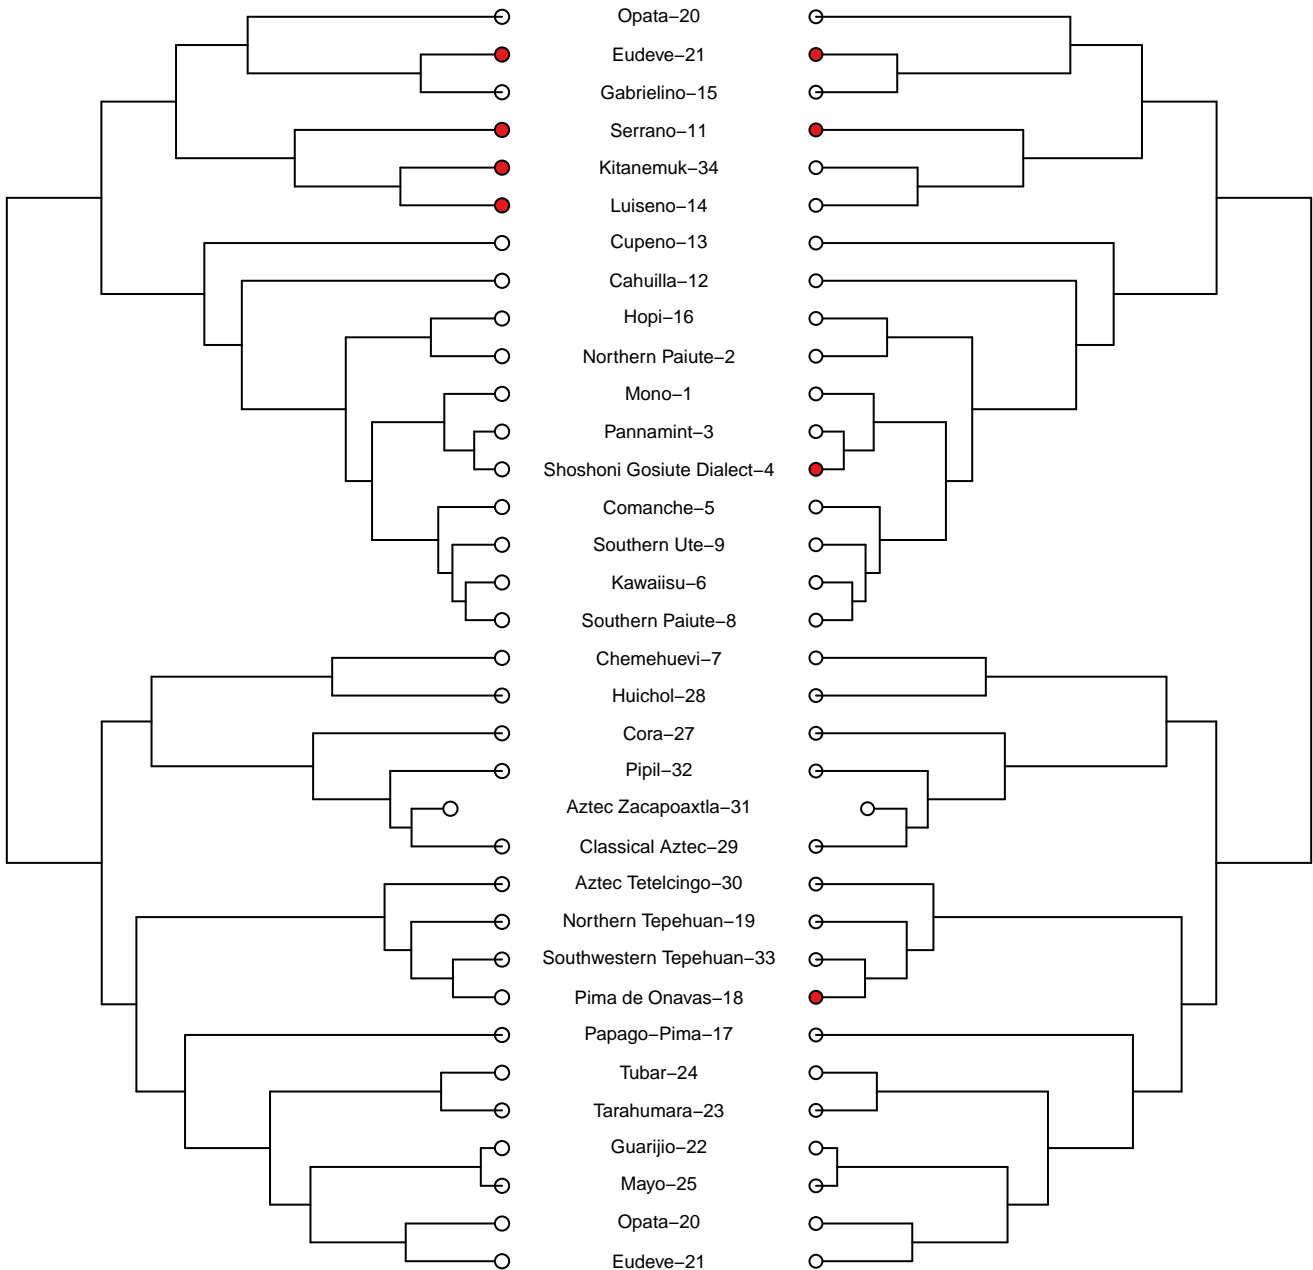 Opata−20
Eudeve−21
Gabrielino−15
Serrano−11
Kitanemuk−34
Luiseno−14
Cupeno−13
Cahuilla−12
Hopi−16
Northern Paiute−2
Mono−1
Pannamint−3
Shoshoni Gosiute Dialect−4
Comanche−5
Southern Ute−9
Kawaiisu−6
Southern Paiute−8
Chemehuevi−7
Huichol−28
Cora−27
Pipil−32
Aztec Zacapoaxtla−31
Classical Aztec−29
Aztec Tetelcingo−30
Northern Tepehuan−19
Southwestern Tepehuan−33
Pima de Onavas−18
Papago−Pima−17
Tubar−24
Tarahumara−23
Guarijio−22
Mayo−25
Opata−20
Eudeve−21